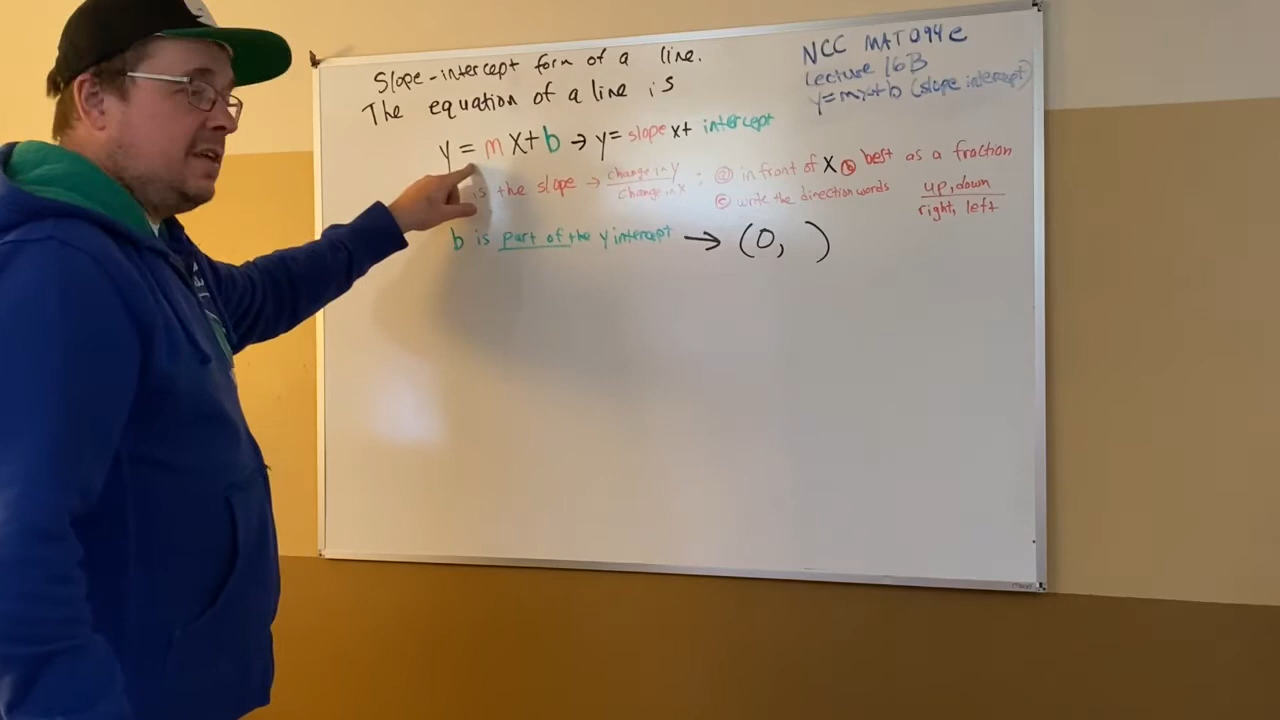 Slope-intercept form of a line.
The equation of a line is
y = mx+b → y = slope x + intercept
is the slope → change in y / change in x : ⓐ in front of x ⓑ best as a fraction
ⓒ write the direction words up, down / right, left
b is part of the y intercept → (0, )
NCC MAT094e
Lecture 16B
y=mx+b (slope intercept)